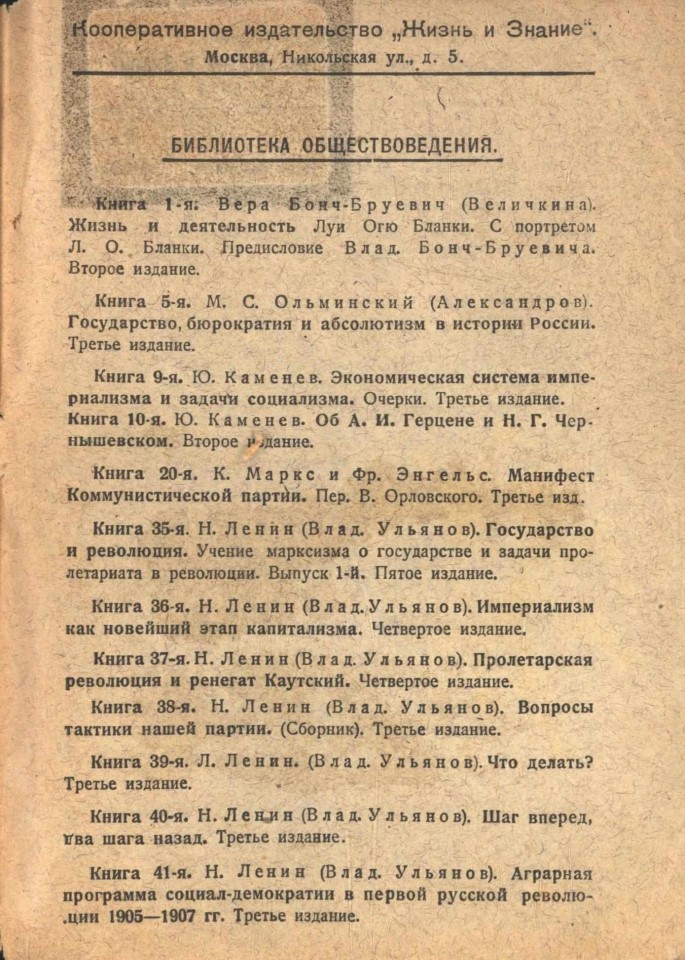 Кооперативное издательство „Жизнь и Знание“.
Москва, Никольская ул., д. 5.
БИБЛИОТЕКА ОБЩЕСТВОВЕДЕНИЯ.
Книга 1-я. Вера Бонч-Бруевич (Величкина).
Жизнь и деятельность Луи Огю Бланки. С портретом
Л. О. Бланки. Предисловие Влад. Бонч-Бруевича.
Второе издание.
Книга 5-я. М. С. Ольминский (Александров).
Государство, бюрократия и абсолютизм в истории России.
Третье издание.
Книга 9-я. Ю. Каменев. Экономическая система импе-
риализма и задачи социализма. Очерки. Третье издание.
Книга 10-я. Ю. Каменев. Об А. И. Герцене и Н. Г. Чер-
нышевском. Второе издание.
Книга 20-я. К. Маркс и Фр. Энгельс. Манифест
Коммунистической партии. Пер. В. Орловского. Третье изд.
Книга 35-я. Н. Ленин (Влад. Ульянов). Государство
и революция. Учение марксизма о государстве и задачи про-
летариата в революции. Выпуск 1-й. Пятое издание.
Книга 36-я. Н. Ленин (Влад. Ульянов). Империализм
как новейший этап капитализма. Четвертое издание.
Книга 37-я. Н. Ленин (Влад. Ульянов). Пролетарская
революция и ренегат Каутский. Четвертое издание.
Книга 38-я. Н. Ленин (Влад. Ульянов). Вопросы
тактики нашей партии. (Сборник). Третье издание.
Книга 39-я. Л. Ленин. (Влад. Ульянов). Что делать?
Третье издание.
Книга 40-я. Н. Ленин (Влад. Ульянов). Шаг вперед,
два шага назад. Третье издание.
Книга 41-я. Н. Ленин (Влад. Ульянов). Аграрная
программа социал-демократии в первой русской револю-
ции 1905—1907 гг. Третье издание.